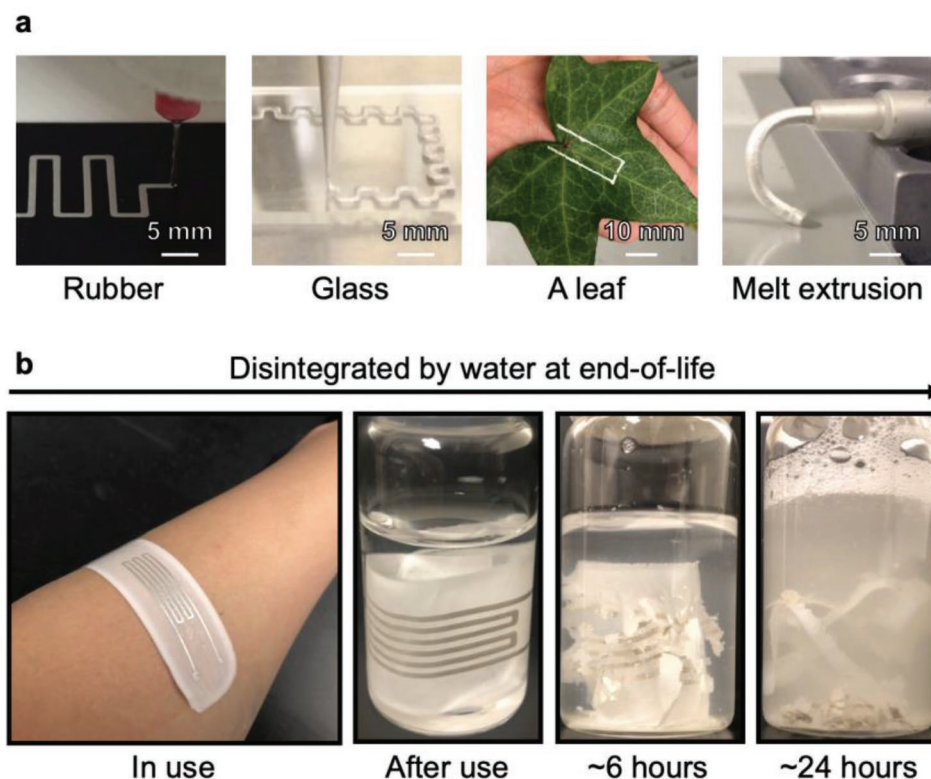 a
5 mm
5 mm
10 mm
5 mm
Rubber
Glass
A leaf
Melt extrusion
b
Disintegrated by water at end-of-life
In use
After use
~6 hours
~24 hours